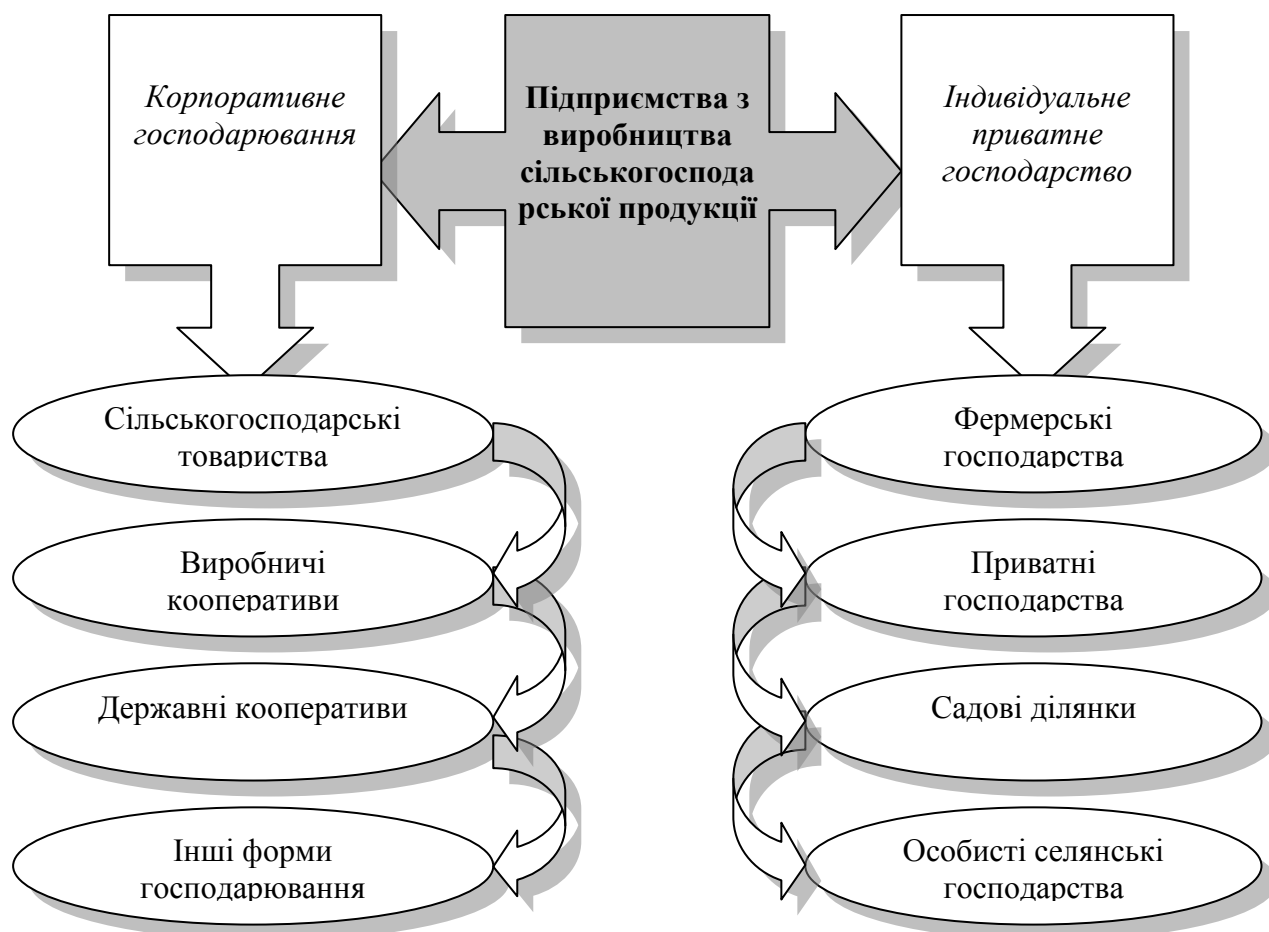 Корпоративне
господарювання
Підприємства з
виробництва
сільськогоспода
рської продукції
Індивідуальне
приватне
господарство
Сільськогосподарські
товариства
Виробничі
кооперативи
Державні кооперативи
Інші форми
господарювання
Фермерські
господарства
Приватні
господарства
Садові ділянки
Особисті селянські
господарства